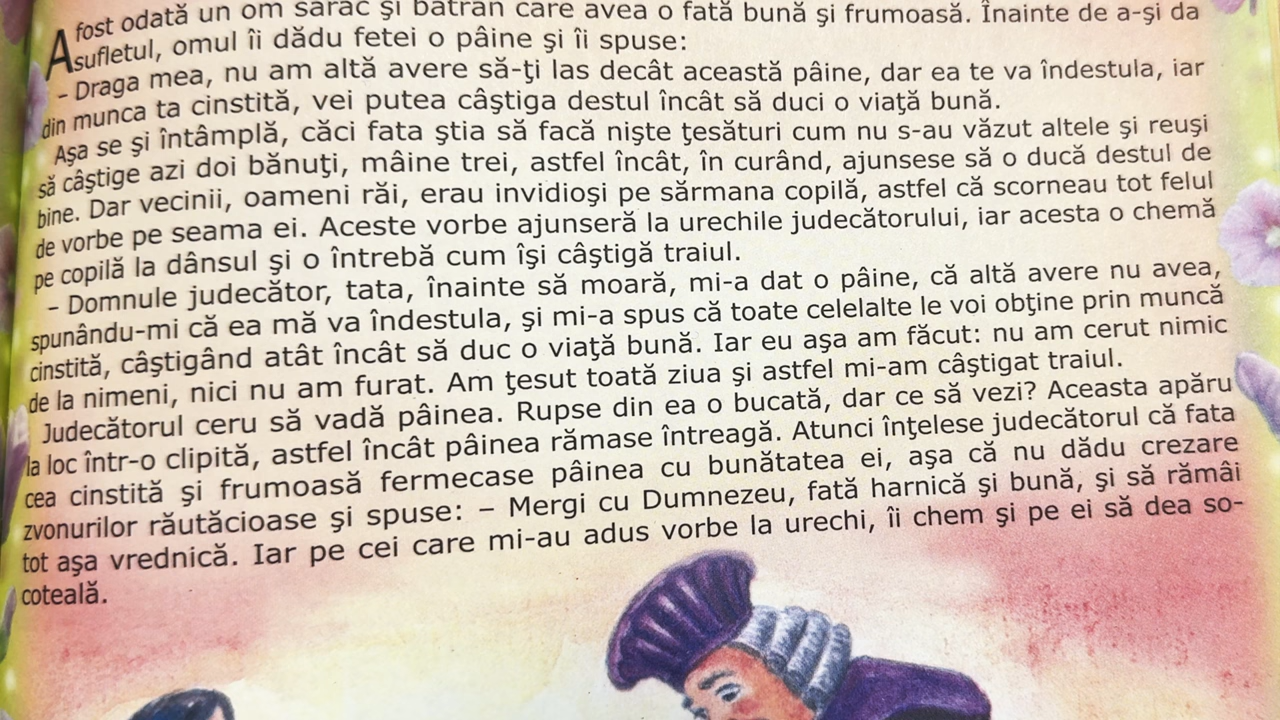 A fost odată un om sărac şi bătrân care avea o fată bună şi frumoasă. Înainte de a-şi da
sufletul, omul îi dădu fetei o pâine şi îi spuse:
– Draga mea, nu am altă avere să-ţi las decât această pâine, dar ea te va îndestula, iar
din munca ta cinstită, vei putea câştiga destul încât să duci o viaţă bună.
Aşa se şi întâmplă, căci fata ştia să facă nişte ţesături cum nu s-au văzut altele şi reuşi
să câştige azi doi bănuţi, mâine trei, astfel încât, în curând, ajunsese să o ducă destul de
bine. Dar vecinii, oameni răi, erau invidioşi pe sărmana copilă, astfel că scorneau tot felul
de vorbe pe seama ei. Aceste vorbe ajunseră la urechile judecătorului, iar acesta o chemă
pe copilă la dânsul şi o întrebă cum îşi câştigă traiul.
– Domnule judecător, tata, înainte să moară, mi-a dat o pâine, că altă avere nu avea,
spunându-mi că ea mă va îndestula, şi mi-a spus că toate celelalte le voi obţine prin muncă
cinstită, câştigând atât încât să duc o viaţă bună. Iar eu aşa am făcut: nu am cerut nimic
de la nimeni, nici nu am furat. Am ţesut toată ziua şi astfel mi-am câştigat traiul.
Judecătorul ceru să vadă pâinea. Rupse din ea o bucată, dar ce să vezi? Aceasta apăru
la loc într-o clipită, astfel încât pâinea rămase întreagă. Atunci înţelese judecătorul că fata
cea cinstită şi frumoasă fermecase pâinea cu bunătatea ei, aşa că nu dădu crezare
zvonurilor răutăcioase şi spuse: – Mergi cu Dumnezeu, fată harnică şi bună, şi să rămâi
tot aşa vrednică. Iar pe cei care mi-au adus vorbe la urechi, îi chem şi pe ei să dea so-
coteală.